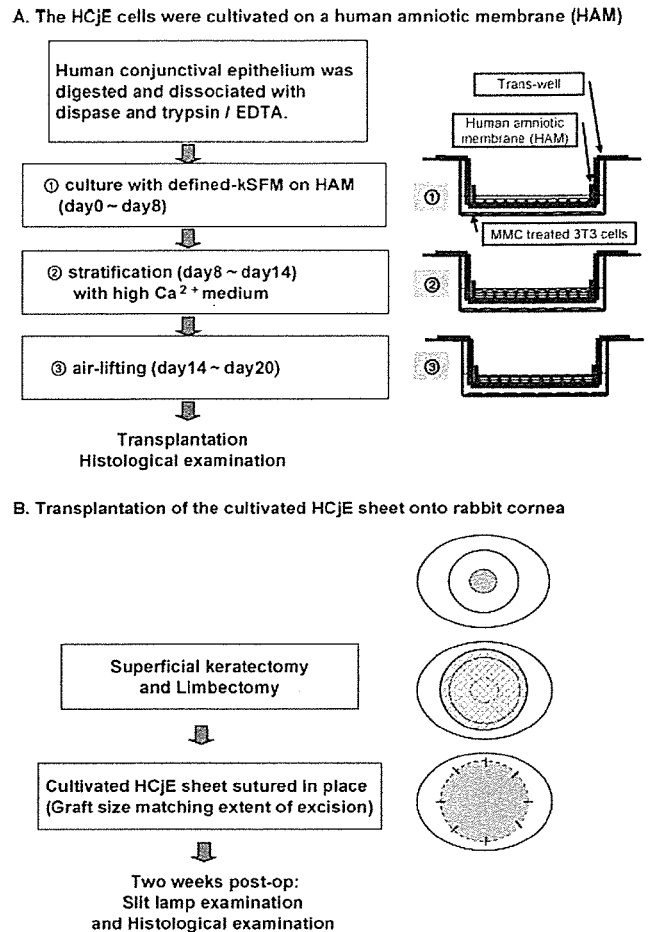 A. The HCjE cells were cultivated on a human amniotic membrane (HAM)
Human conjunctival epithelium was
digested and dissociated with
dispase and trypsin / EDTA.
① culture with defined-kSFM on HAM
(day0 ~ day8)
② stratification (day8 ~ day14)
with high Ca²⁺ medium
③ air-lifting (day14 ~ day20)
Transplantation
Histological examination
Trans-well
Human amniotic
membrane (HAM)
①
MMC treated 3T3 cells
②
③
B. Transplantation of the cultivated HCjE sheet onto rabbit cornea
Superficial keratectomy
and Limbectomy
Cultivated HCjE sheet sutured in place
(Graft size matching extent of excision)
Two weeks post-op:
Slit lamp examination
and Histological examination